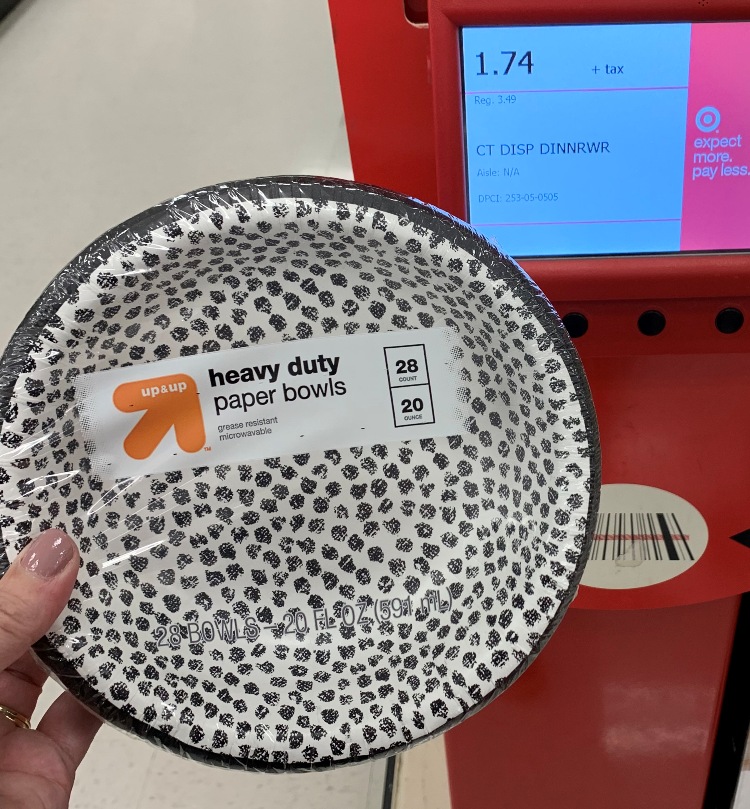 1.74 + tax
Reg. 3.49
CT DISP DINNRWR
Aisle: N/A
DPCI: 253-05-0505
expect
more.
pay less.
up&up
heavy duty
paper bowls
grease resistant
microwavable
28
COUNT
20
OUNCE
28 BOWLS – 20 FL OZ (591 mL)